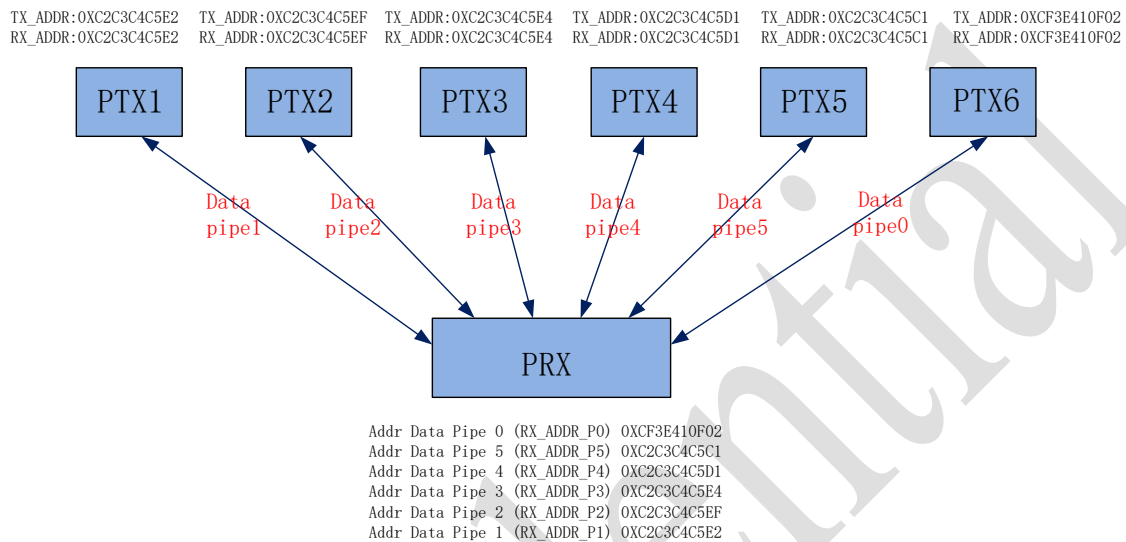 TX_ADDR:0XC2C3C4C5E2 TX_ADDR:0XC2C3C4C5EF TX_ADDR:0XC2C3C4C5E4 TX_ADDR:0XC2C3C4C5D1 TX_ADDR:0XC2C3C4C5C1 TX_ADDR:0XCF3E410F02
RX_ADDR:0XC2C3C4C5E2 RX_ADDR:0XC2C3C4C5EF RX_ADDR:0XC2C3C4C5E4 RX_ADDR:0XC2C3C4C5D1 RX_ADDR:0XC2C3C4C5C1 RX_ADDR:0XCF3E410F02
PTX1 PTX2 PTX3 PTX4 PTX5 PTX6
Data Data Data Data Data Data
pipe1 pipe2 pipe3 pipe4 pipe5 pipe0
PRX
Addr Data Pipe 0 (RX_ADDR_P0) 0XCF3E410F02
Addr Data Pipe 5 (RX_ADDR_P5) 0XC2C3C4C5C1
Addr Data Pipe 4 (RX_ADDR_P4) 0XC2C3C4C5D1
Addr Data Pipe 3 (RX_ADDR_P3) 0XC2C3C4C5E4
Addr Data Pipe 2 (RX_ADDR_P2) 0XC2C3C4C5EF
Addr Data Pipe 1 (RX_ADDR_P1) 0XC2C3C4C5E2